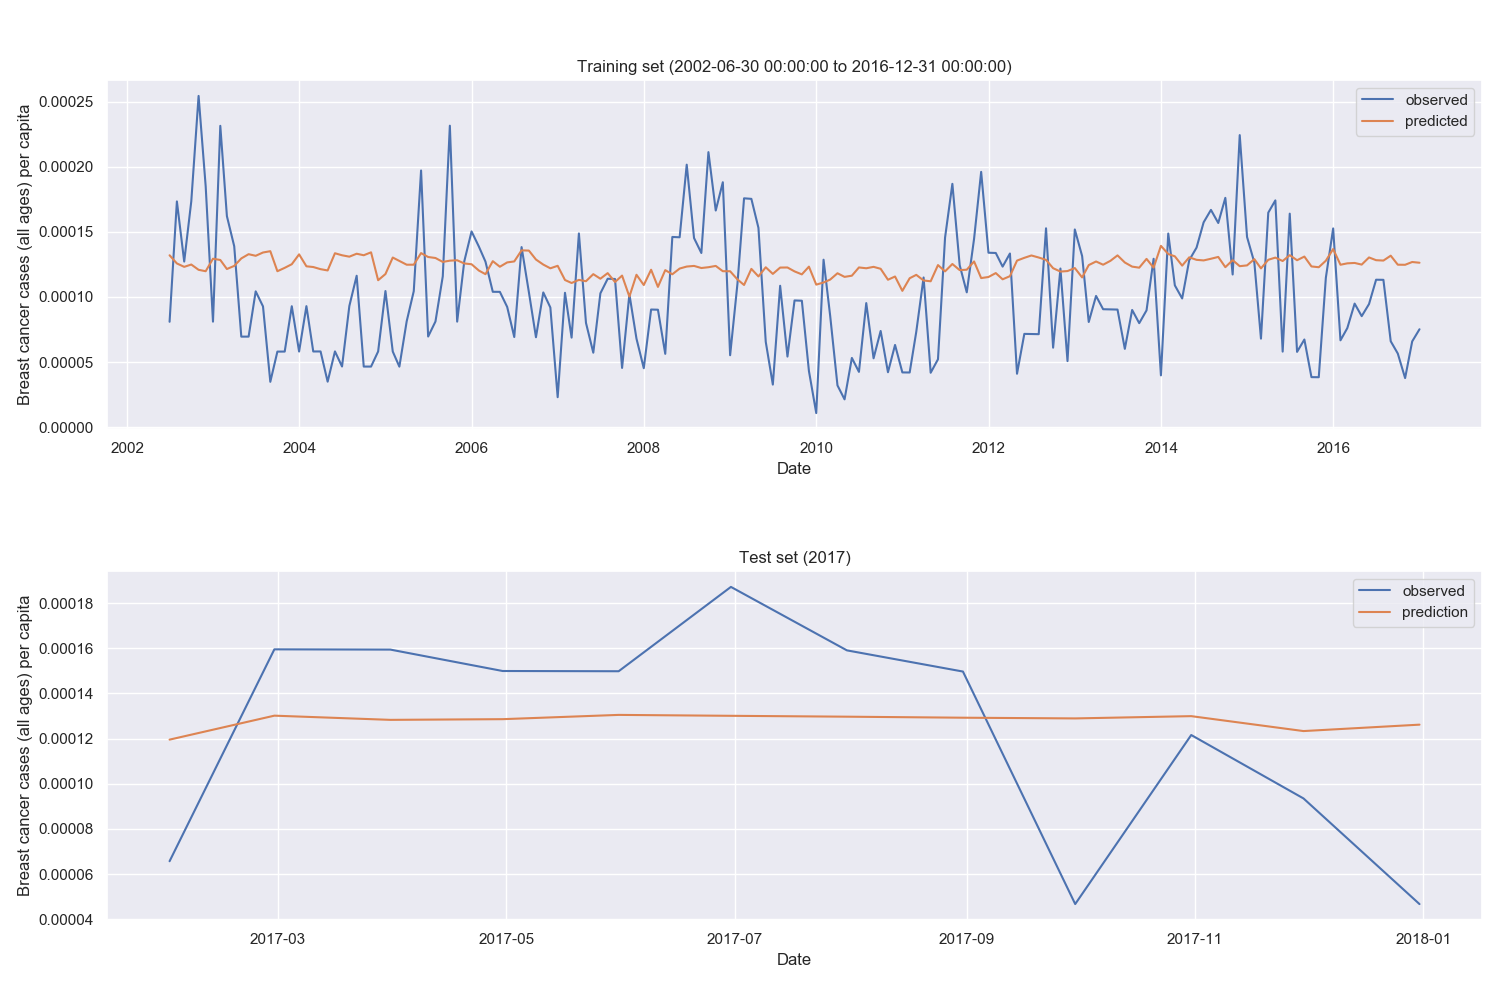 Training set (2002-06-30 00:00:00 to 2016-12-31 00:00:00)
Breast cancer cases (all ages) per capita
0.00025
0.00020
0.00015
0.00010
0.00005
0.00000
observed
predicted
2002 2004 2006 2008 2010 2012 2014 2016
Date
Test set (2017)
Breast cancer cases (all ages) per capita
0.00018
0.00016
0.00014
0.00012
0.00010
0.00008
0.00006
0.00004
observed
prediction
2017-03 2017-05 2017-07 2017-09 2017-11 2018-01
Date